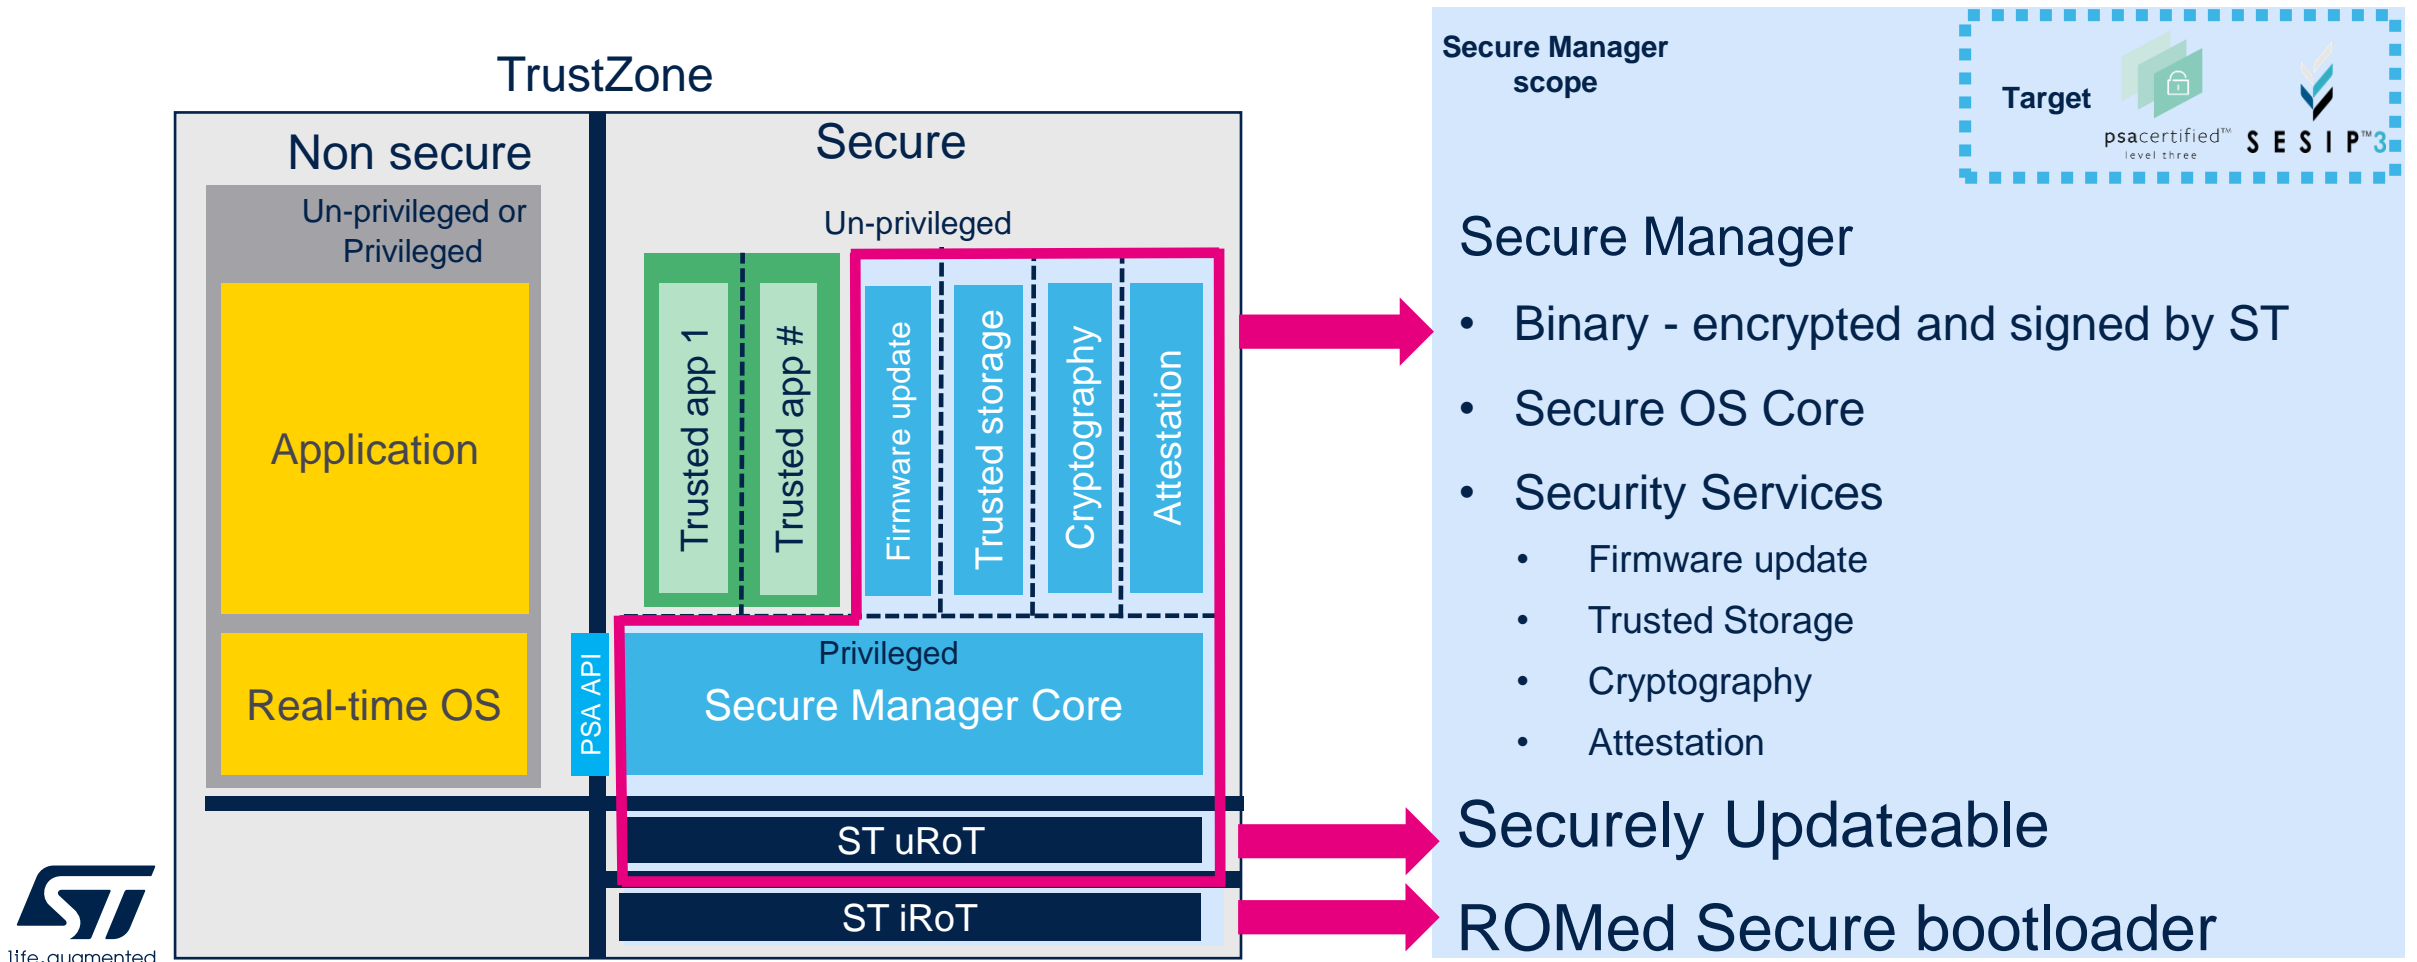 TrustZone
Non secure
Un-privileged or
Privileged
Application
Real-time OS
PSA API
Secure
Un-privileged
Trusted app 1
Trusted app #
Firmware update
Trusted storage
Cryptography
Attestation
Privileged
Secure Manager Core
ST uRoT
ST iRoT
ST
life.augmented
Secure Manager
scope
Target
psacertified™
level three
SESIP™3
Secure Manager
• Binary - encrypted and signed by ST
• Secure OS Core
• Security Services
• Firmware update
• Trusted Storage
• Cryptography
• Attestation
Securely Updateable
ROMed Secure bootloader